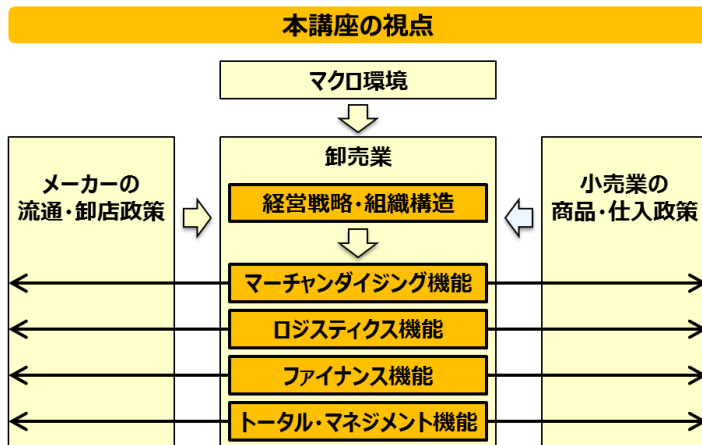 本講座の視点
マクロ環境
メーカーの
流通・卸店政策
卸売業
経営戦略・組織構造
小売業の
商品・仕入政策
マーチャンダイジング機能
ロジスティクス機能
ファイナンス機能
トータル・マネジメント機能